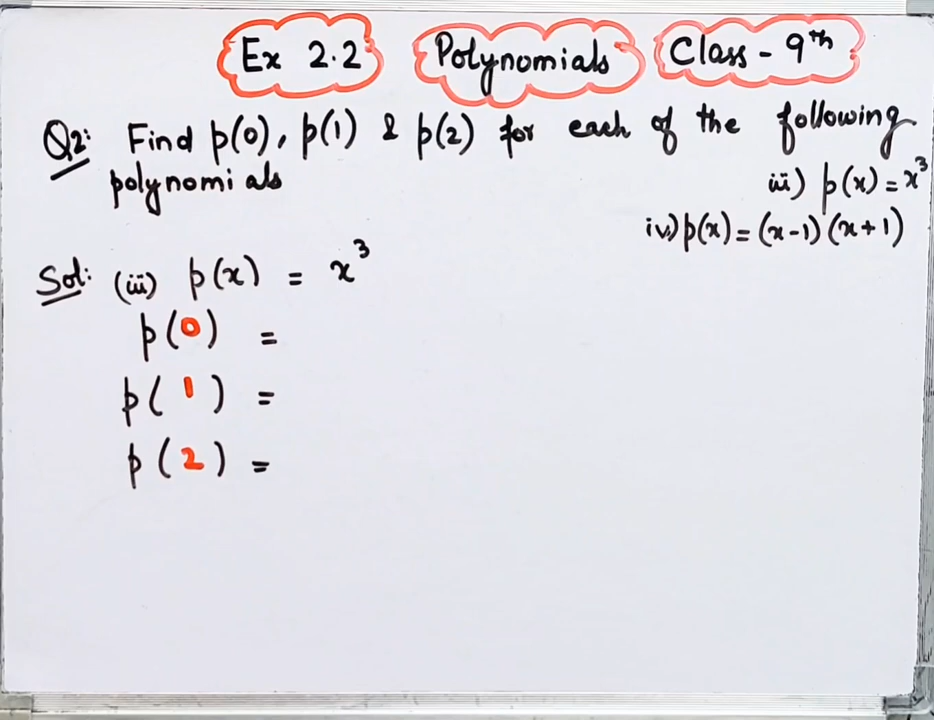 Ex 2.2 Polynomials Class - 9th
Q2: Find p(0), p(1) & p(2) for each of the following
polynomials iii) p(x) = x³
iv) p(x) = (x-1)(x+1)
Sol: (iii) p(x) = x³
p(0) =
p(1) =
p(2) =